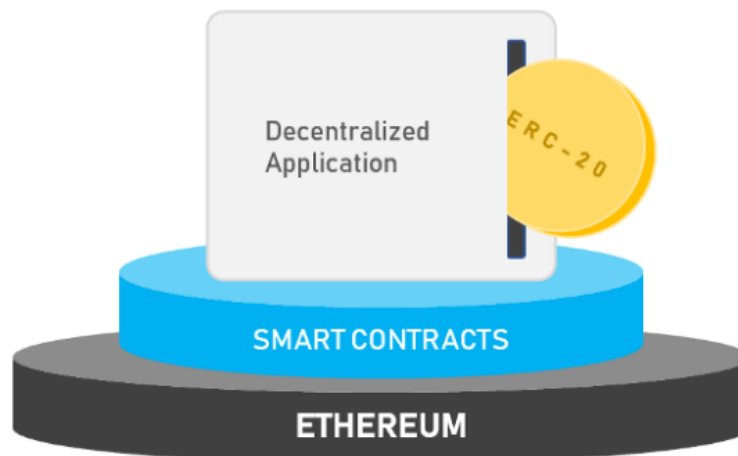 Decentralized
Application
ERC-20
SMART CONTRACTS
ETHEREUM